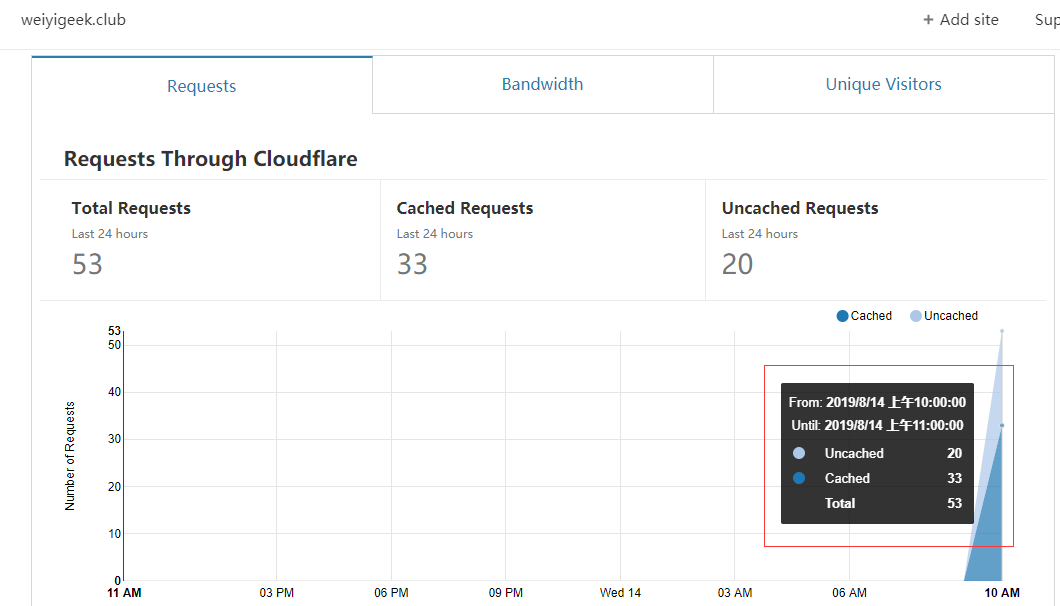 weiyigeek.club + Add site Sup
Requests Bandwidth Unique Visitors
Requests Through Cloudflare
Total Requests Cached Requests Uncached Requests
Last 24 hours Last 24 hours Last 24 hours
53 33 20
Cached Uncached
53
50
40
30
20
10
0
Number of Requests
From: 2019/8/14 上午10:00:00
Until: 2019/8/14 上午11:00:00
Uncached 20
Cached 33
Total 53
11 AM 03 PM 06 PM 09 PM Wed 14 03 AM 06 AM 10 AM